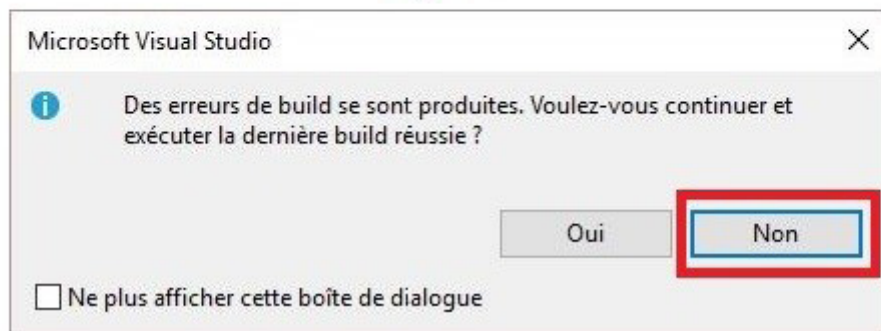 Microsoft Visual Studio
Des erreurs de build se sont produites. Voulez-vous continuer et
exécuter la dernière build réussie ?
Oui
Non
Ne plus afficher cette boîte de dialogue